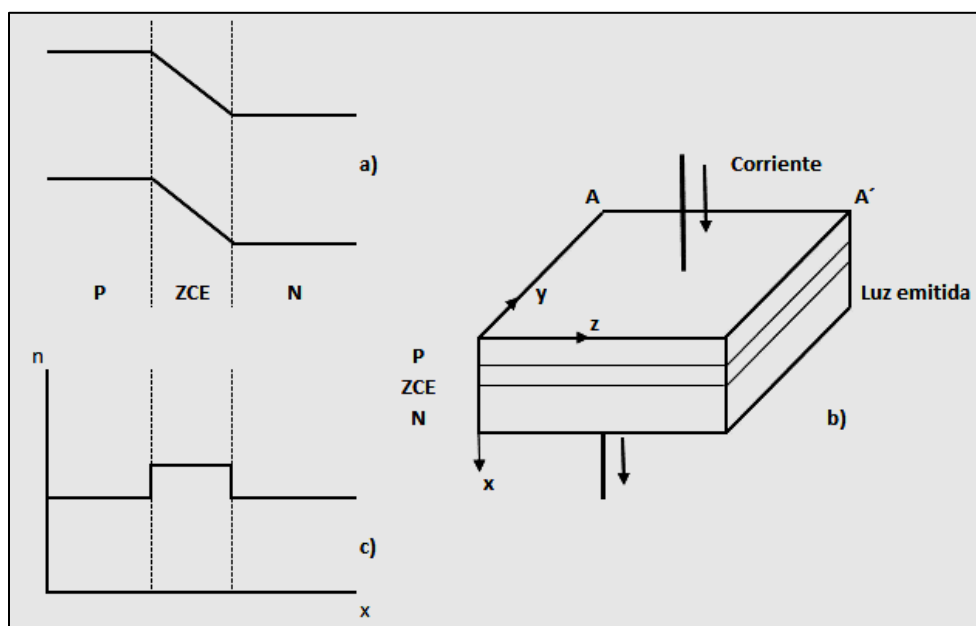 a)
P ZCE N
n
c)
x
Corriente
A A´
Luz emitida
y
z
P
ZCE
N
b)
x